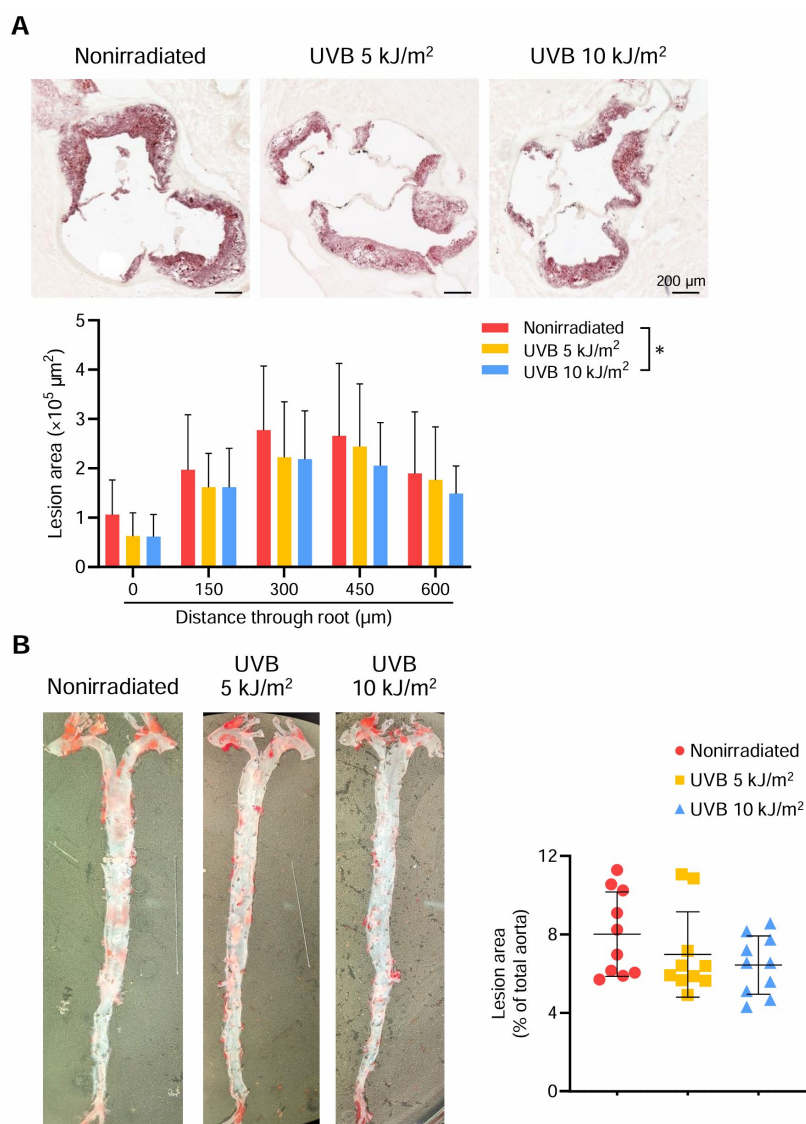 A
Nonirradiated
UVB 5 kJ/m²
UVB 10 kJ/m²
200 µm
5
4
3
2
1
0
Lesion area (×10⁵ µm²)
Nonirradiated
UVB 5 kJ/m²
UVB 10 kJ/m²
*
0
150
300
450
600
Distance through root (µm)
B
Nonirradiated
UVB
5 kJ/m²
UVB
10 kJ/m²
Nonirradiated
UVB 5 kJ/m²
UVB 10 kJ/m²
12
8
4
0
Lesion area
(% of total aorta)